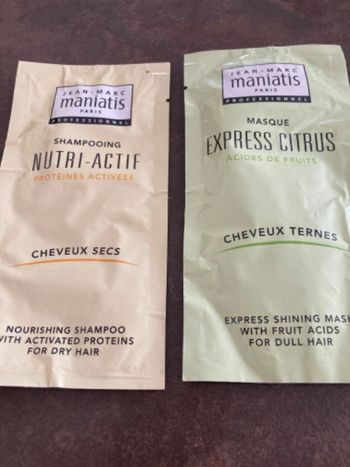 JEAN-MARC
maniatis
PARIS
PROFESSIONNEL
SHAMPOOING
NUTRI-ACTIF
PROTÉINES ACTIVÉES
CHEVEUX SECS
NOURISHING SHAMPOO
WITH ACTIVATED PROTEINS
FOR DRY HAIR
JEAN-MARC
maniatis
PARIS
PROFESSIONNEL
MASQUE
EXPRESS CITRUS
ACIDES DE FRUITS
CHEVEUX TERNES
EXPRESS SHINING MASK
WITH FRUIT ACIDS
FOR DULL HAIR